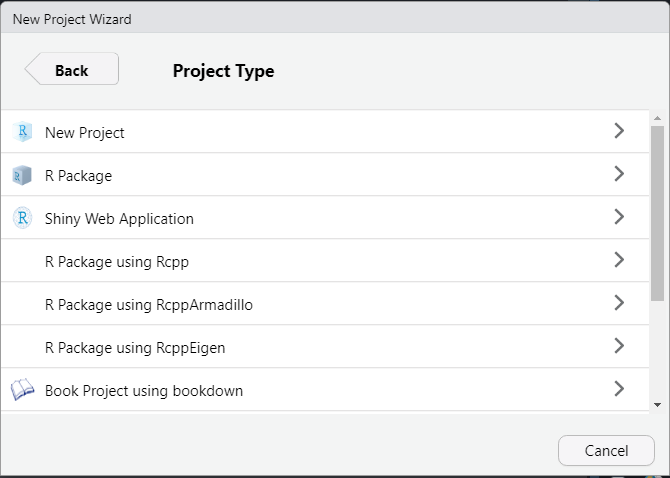 New Project Wizard
Back
Project Type
R New Project
R R Package
R Shiny Web Application
R Package using Rcpp
R Package using RcppArmadillo
R Package using RcppEigen
Book Project using bookdown
Cancel